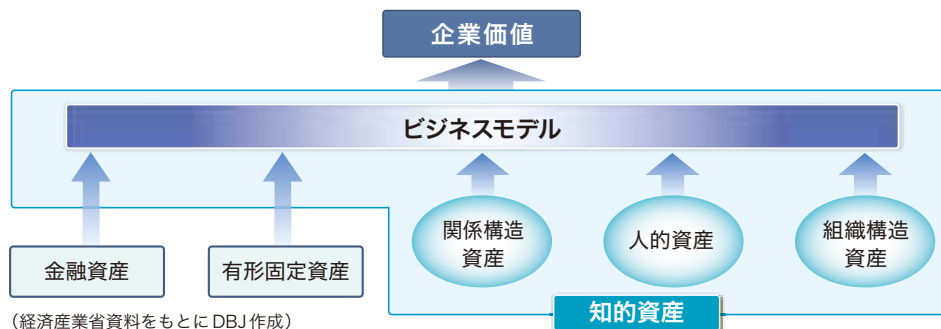 企業価値
ビジネスモデル
関係構造
資産
人的資産
組織構造
資産
金融資産
有形固定資産
知的資産
（経済産業省資料をもとにDBJ作成）